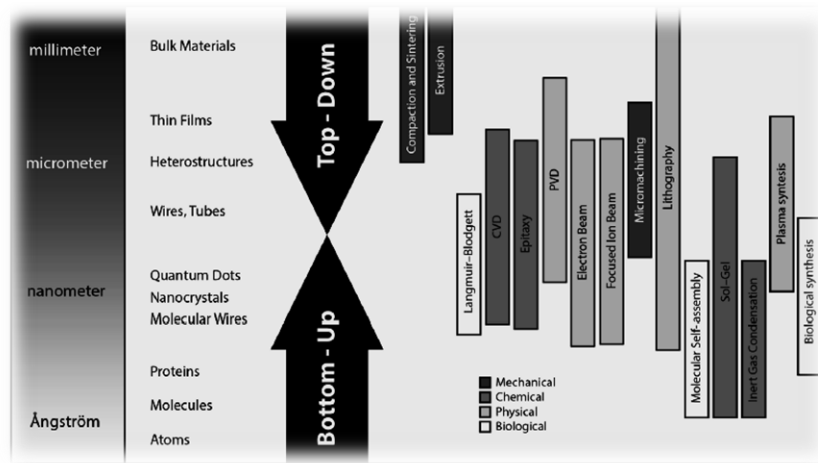 millimeter
micrometer
nanometer
Ångström
Bulk Materials
Thin Films
Heterostructures
Wires, Tubes
Quantum Dots
Nanocrystals
Molecular Wires
Proteins
Molecules
Atoms
Top - Down
Bottom - Up
Compaction and Sintering
Extrusion
Langmuir-Blodgett
CVD
Epitaxy
PVD
Electron Beam
Focused Ion Beam
Micromachining
Lithography
Molecular Self-assembly
Sol-Gel
Inert Gas Condensation
Plasma syntesis
Biological synthesis
Mechanical
Chemical
Physical
Biological